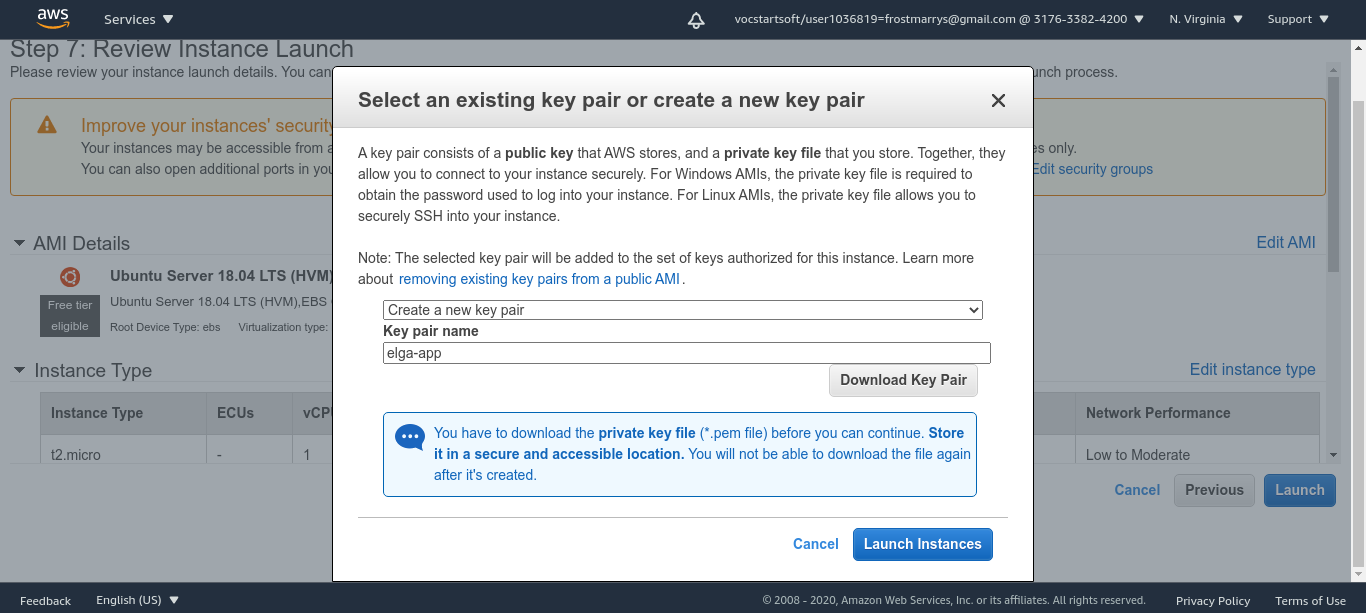 aws
Services
vocstartsoft/user1036819=frostmarrys@gmail.com @ 3176-3382-4200
N. Virginia
Support
Step 7: Review Instance Launch
Please review your instance launch details. You can
unch process.
Improve your instances' security
Your instances may be accessible from a
es only.
You can also open additional ports in you
Edit security groups
AMI Details
Edit AMI
Ubuntu Server 18.04 LTS (HVM)
Free tier
eligible
Ubuntu Server 18.04 LTS (HVM),EBS
Root Device Type: ebs Virtualization type:
Instance Type
Edit instance type
Instance Type ECUs vCPU Network Performance
t2.micro - 1 Low to Moderate
Cancel Previous Launch
Select an existing key pair or create a new key pair
A key pair consists of a public key that AWS stores, and a private key file that you store. Together, they
allow you to connect to your instance securely. For Windows AMIs, the private key file is required to
obtain the password used to log into your instance. For Linux AMIs, the private key file allows you to
securely SSH into your instance.
Note: The selected key pair will be added to the set of keys authorized for this instance. Learn more
about removing existing key pairs from a public AMI .
Create a new key pair
Key pair name
elga-app
Download Key Pair
You have to download the private key file (*.pem file) before you can continue. Store
it in a secure and accessible location. You will not be able to download the file again
after it's created.
Cancel Launch Instances
Feedback
English (US)
© 2008 - 2020, Amazon Web Services, Inc. or its affiliates. All rights reserved.
Privacy Policy
Terms of Use